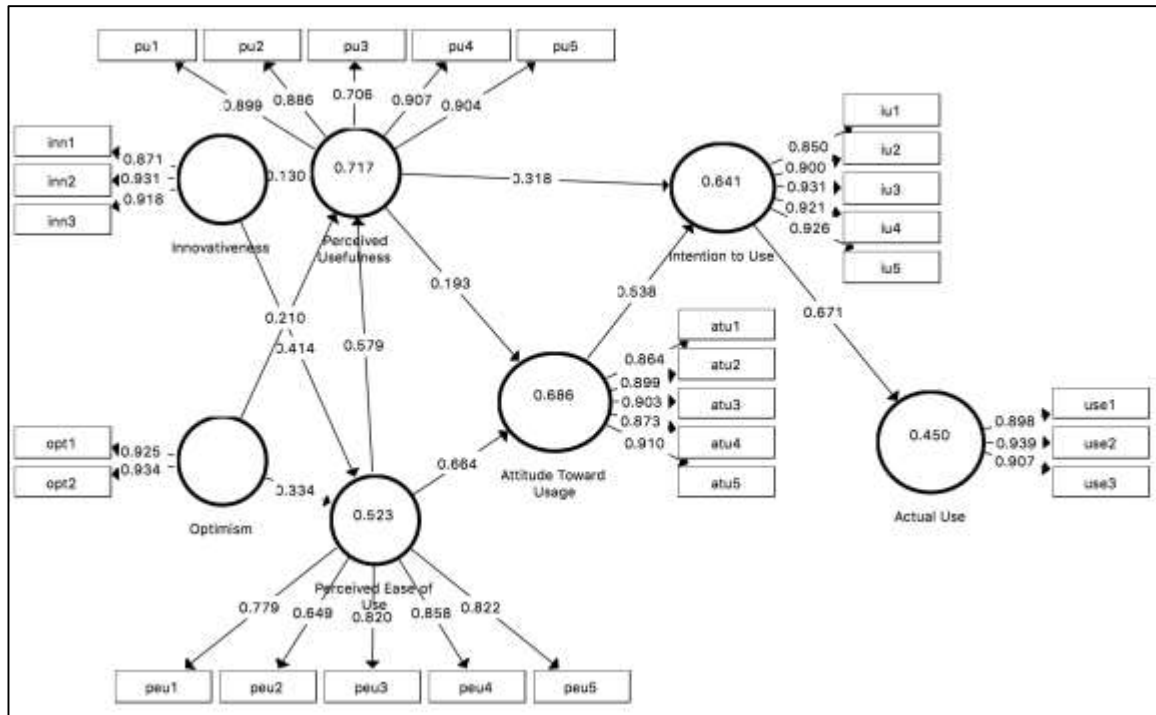 pu1 pu2 pu3 pu4 pu5
0.899 0.886 0.706 0.907 0.904
inn1
inn2
inn3
0.871
0.931
0.918
Innovativeness
0.130
0.717
Perceived
Usefulness
0.318
0.641
Intention to Use
0.850
0.900
0.931
0.921
0.926
iu1
iu2
iu3
iu4
iu5
0.193
0.538
0.671
0.210
0.414
0.579
0.686
Attitude Toward
Usage
0.864
0.899
0.903
0.873
0.910
atu1
atu2
atu3
atu4
atu5
0.450
Actual Use
0.898
0.939
0.907
use1
use2
use3
opt1
opt2
0.925
0.934
Optimism
0.334
0.664
0.523
Perceived Ease of
Use
0.779 0.649 0.820 0.858 0.822
peu1 peu2 peu3 peu4 peu5